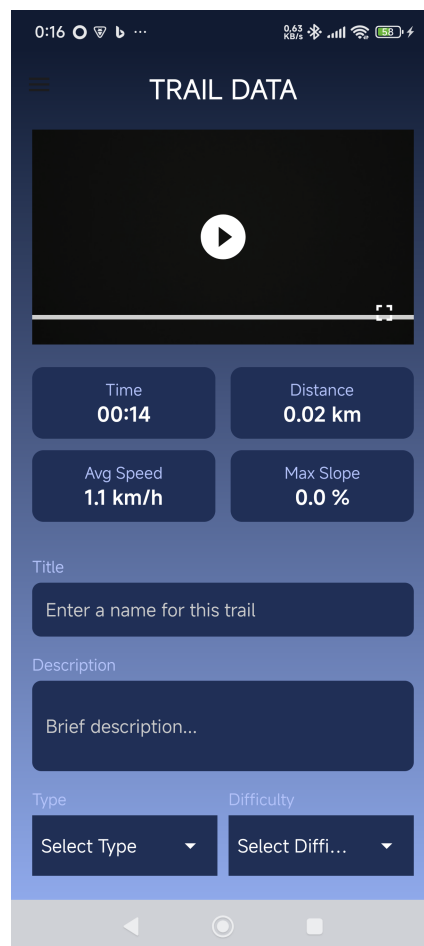 0:16 ...
0,63
KB/s
58
TRAIL DATA
Time
00:14
Distance
0.02 km
Avg Speed
1.1 km/h
Max Slope
0.0 %
Title
Enter a name for this trail
Description
Brief description...
Type
Difficulty
Select Type
Select Diffi...